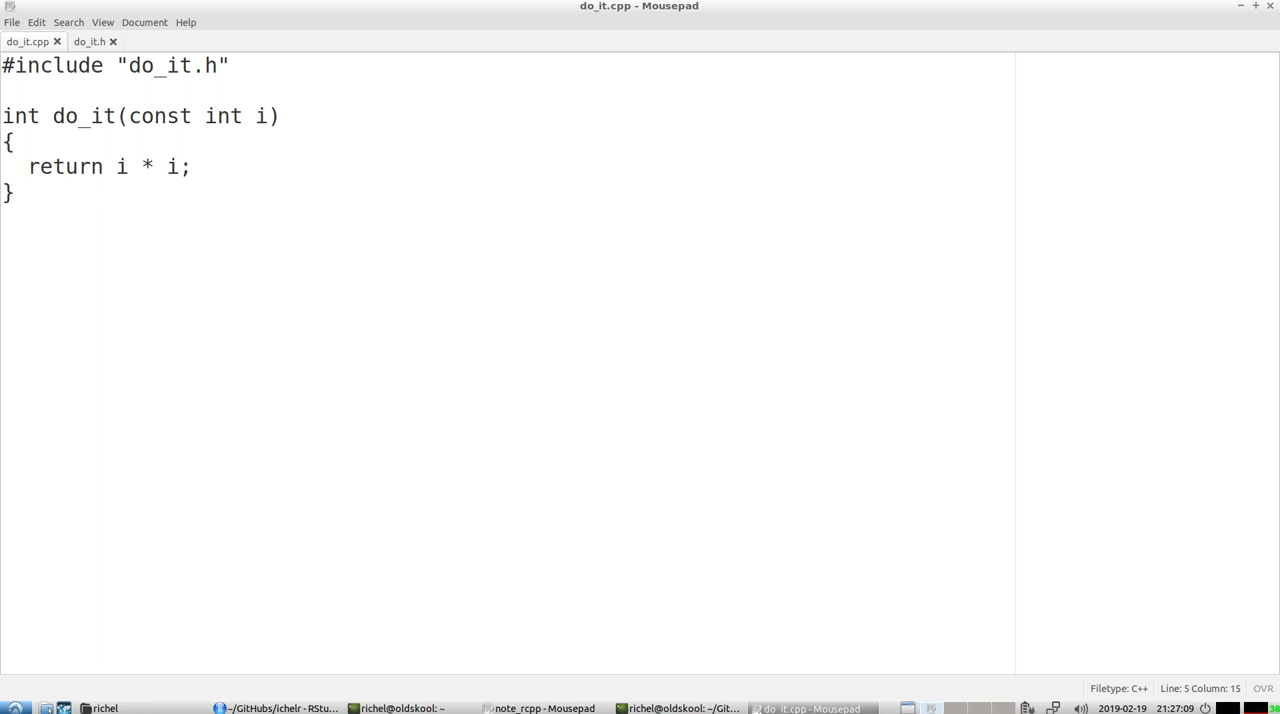 do_it.cpp - Mousepad
File Edit Search View Document Help
do_it.cpp do_it.h
#include "do_it.h"
int do_it(const int i)
{
return i * i;
}
Filetype: C++ Line: 5 Column: 15 OVR
richel ~/GitHubs/ichelr - RStu... richel@oldskool: ~ note_rcpp - Mousepad richel@oldskool: ~/Git... do_it.cpp - Mousepad 2019-02-19 21:27:09 38